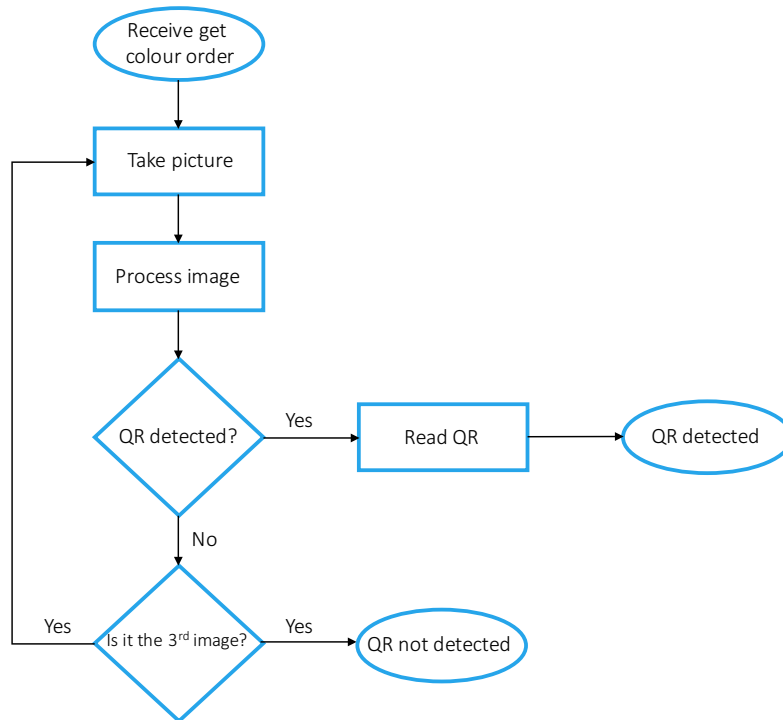 Receive get
colour order
Take picture
Process image
QR detected?
Yes
Read QR
QR detected
No
Is it the 3rd image?
Yes
Yes
QR not detected